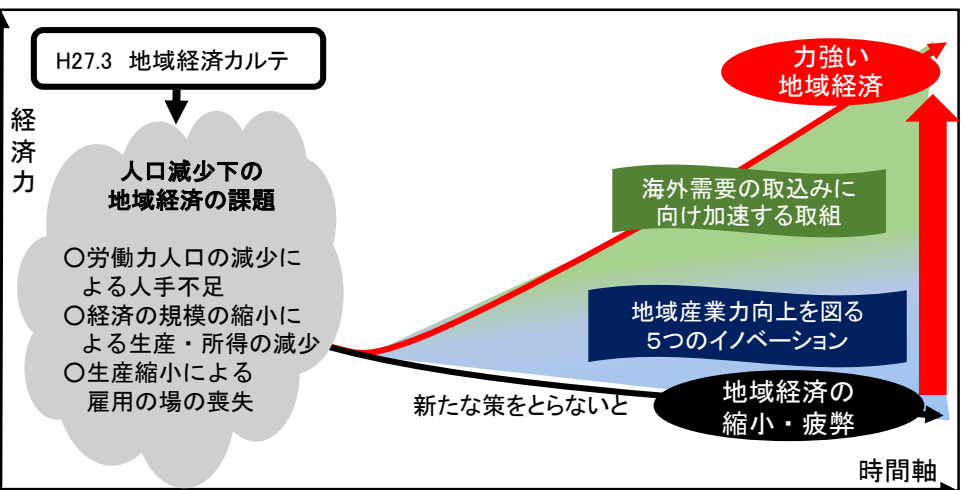 H27.3 地域経済カルテ
経済力
人口減少下の
地域経済の課題
〇労働力人口の減少に
よる人手不足
〇経済の規模の縮小に
よる生産・所得の減少
〇生産縮小による
雇用の場の喪失
力強い
地域経済
海外需要の取込みに
向け加速する取組
地域産業力向上を図る
5つのイノベーション
新たな策をとらないと
地域経済の
縮小・疲弊
時間軸